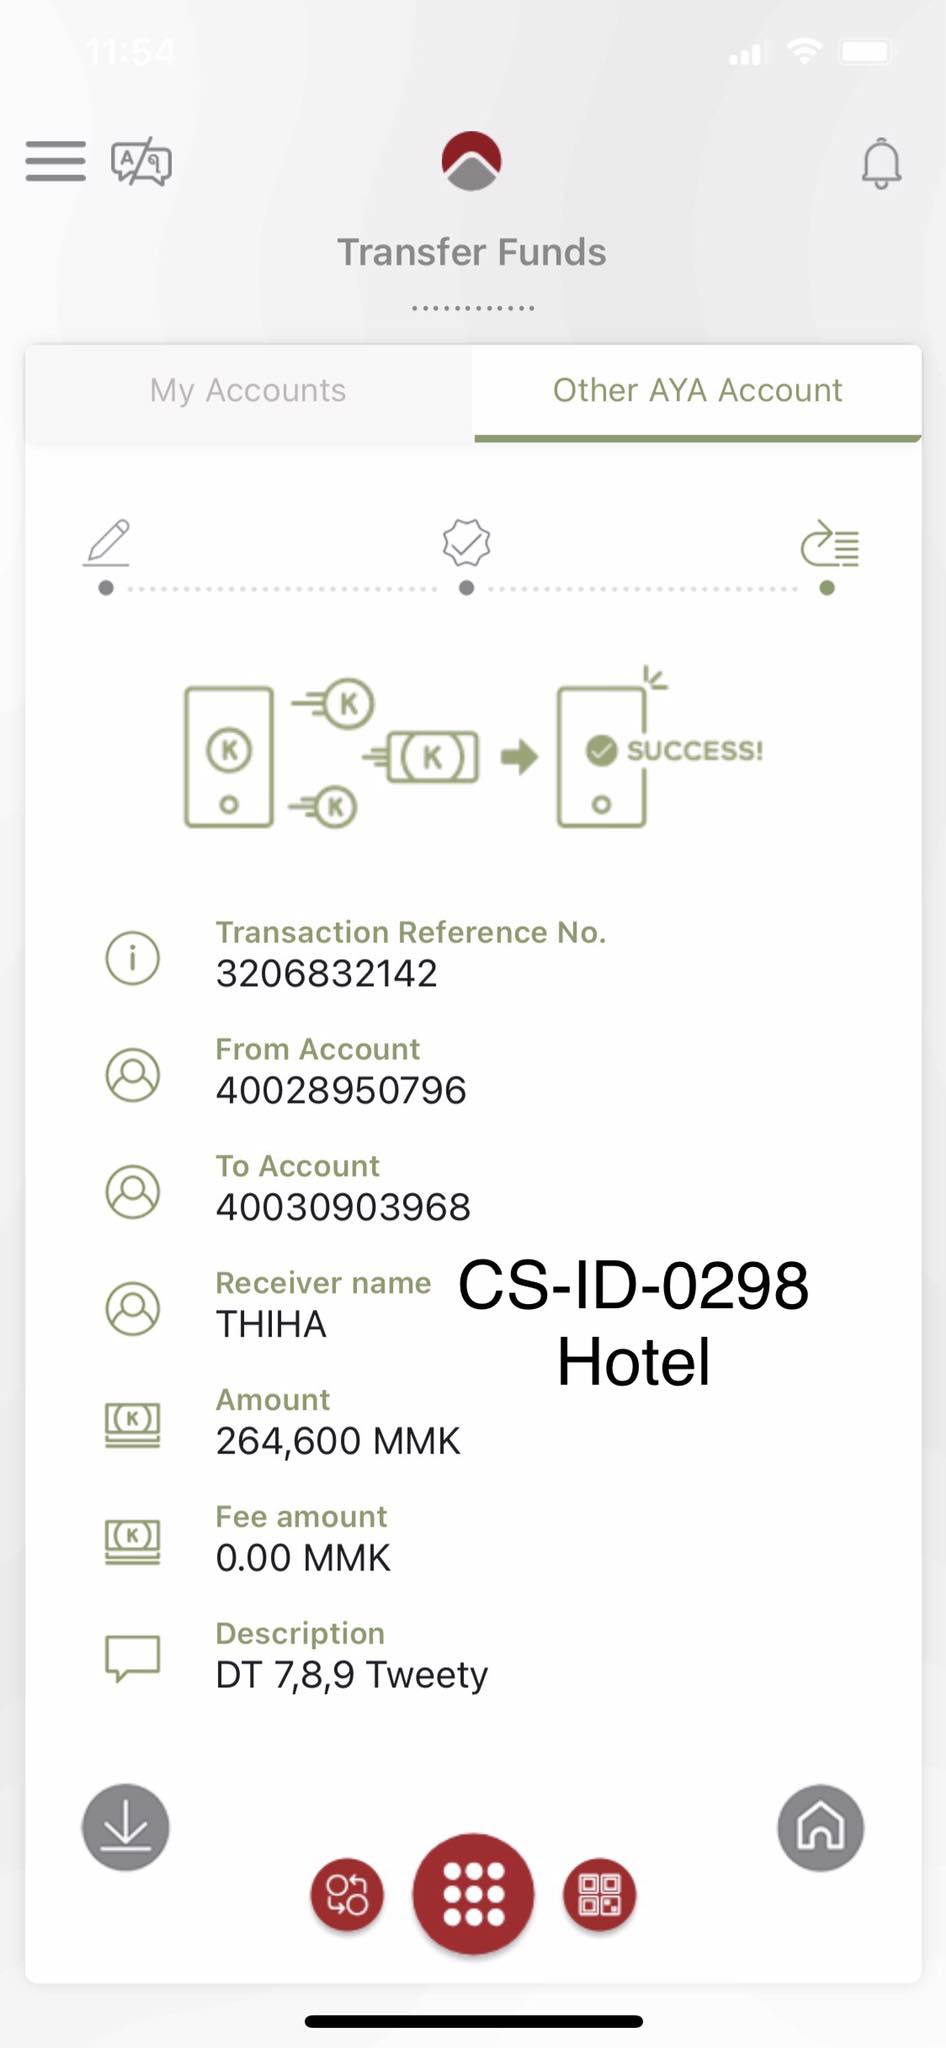 11:54
Transfer Funds
My Accounts
Other AYA Account
K
K
K
K
SUCCESS!
Transaction Reference No.
3206832142
From Account
40028950796
To Account
40030903968
Receiver name
THIHA
CS-ID-0298
Hotel
Amount
264,600 MMK
Fee amount
0.00 MMK
Description
DT 7,8,9 Tweety